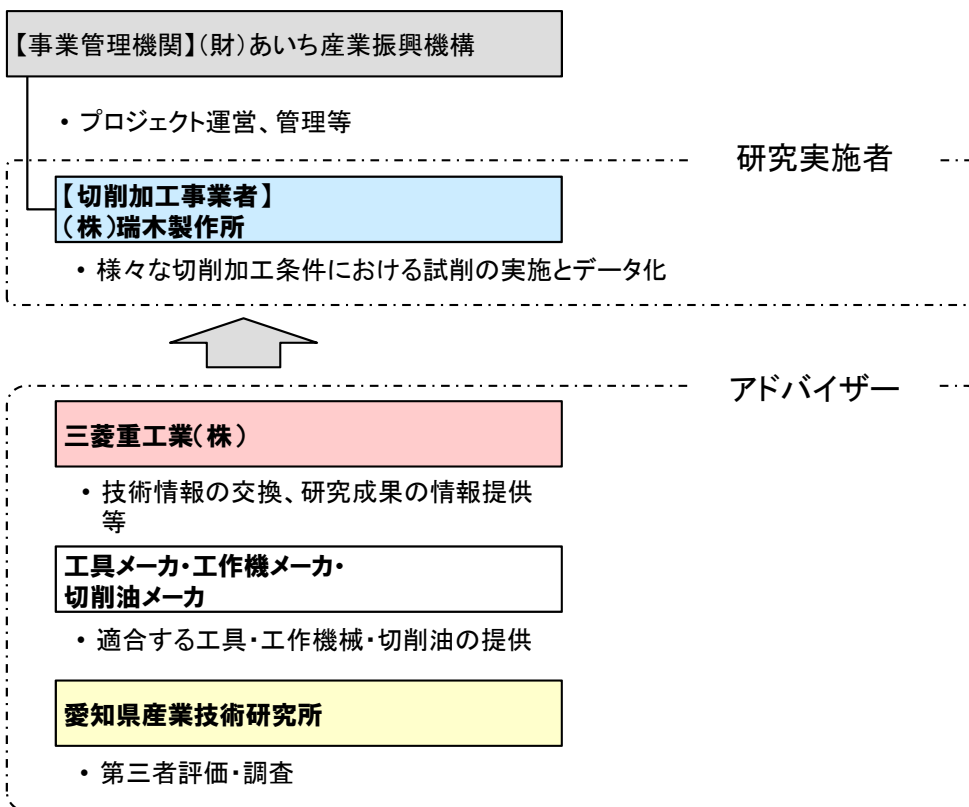 【事業管理機関】(財)あいち産業振興機構
• プロジェクト運営、管理等
研究実施者
【切削加工事業者】
(株)瑞木製作所
• 様々な切削加工条件における試削の実施とデータ化
アドバイザー
三菱重工業(株)
• 技術情報の交換、研究成果の情報提供
等
工具メーカ・工作機メーカ・
切削油メーカ
• 適合する工具・工作機械・切削油の提供
愛知県産業技術研究所
• 第三者評価・調査